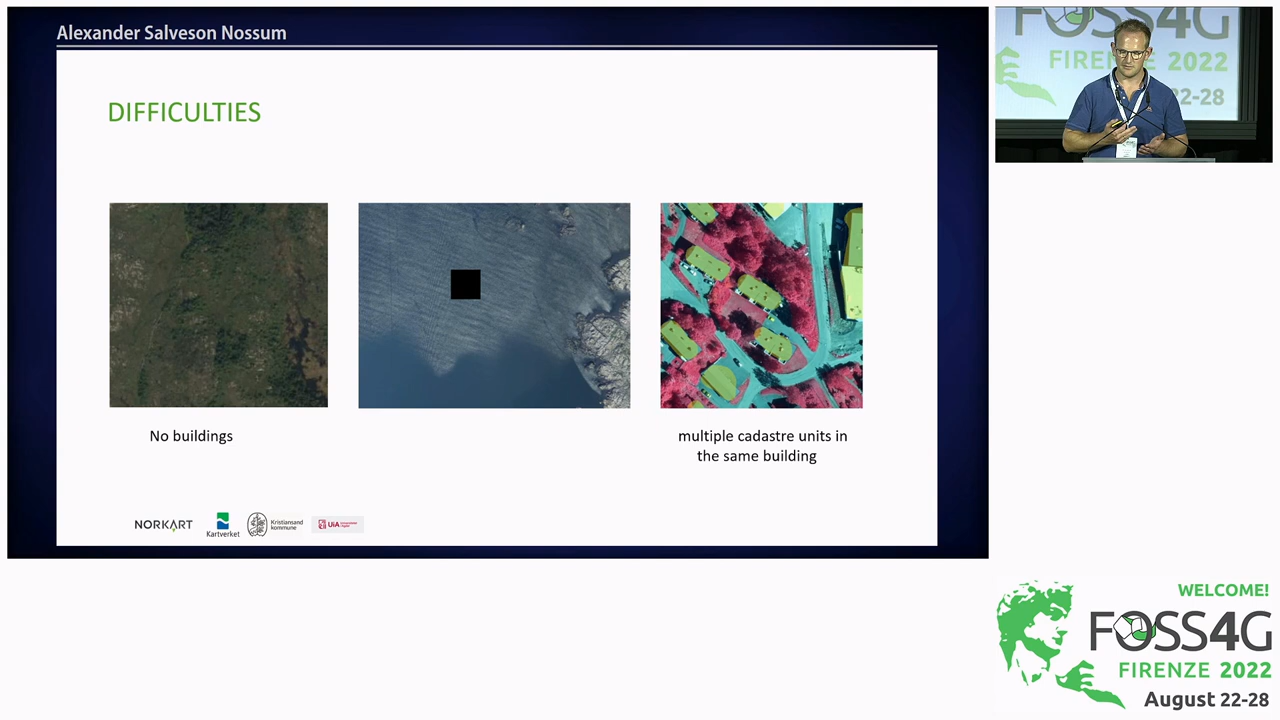 Alexander Salveson Nossum
DIFFICULTIES
No buildings
multiple cadastre units in
the same building
NORKART
Kartverket
Kristiansand
kommune
UiA
FOSS4G
FIRENZE 2022
22-28
WELCOME!
FOSS4G
FIRENZE 2022
August 22-28